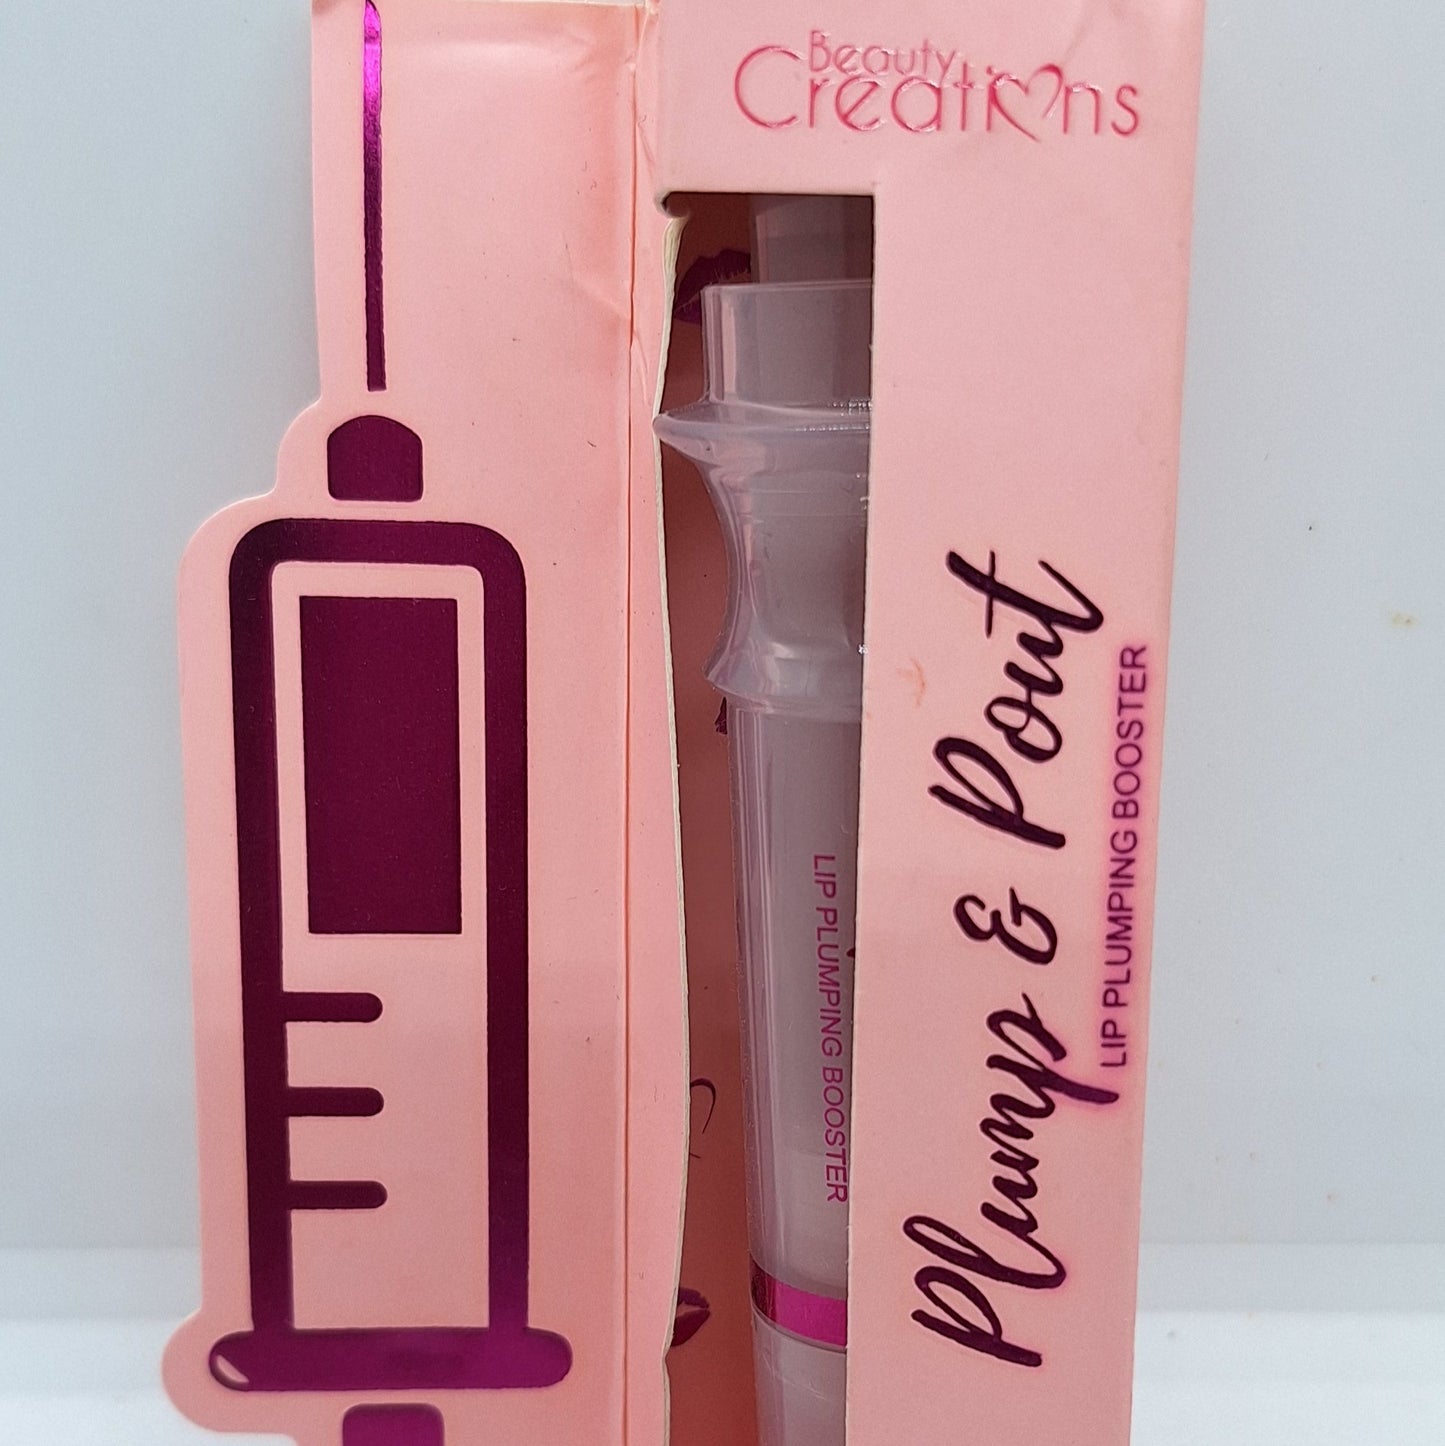 Beauty
Creations
Plump & Pout
LIP PLUMPING BOOSTER
LIP PLUMPING BOOSTER